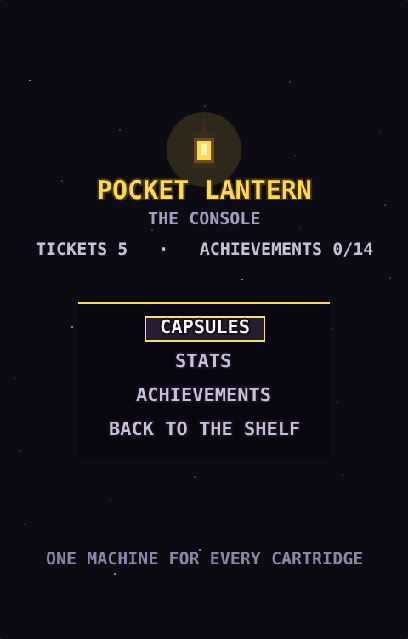 POCKET LANTERN
THE CONSOLE
TICKETS 5 · ACHIEVEMENTS 0/14
CAPSULES
STATS
ACHIEVEMENTS
BACK TO THE SHELF
ONE MACHINE FOR EVERY CARTRIDGE